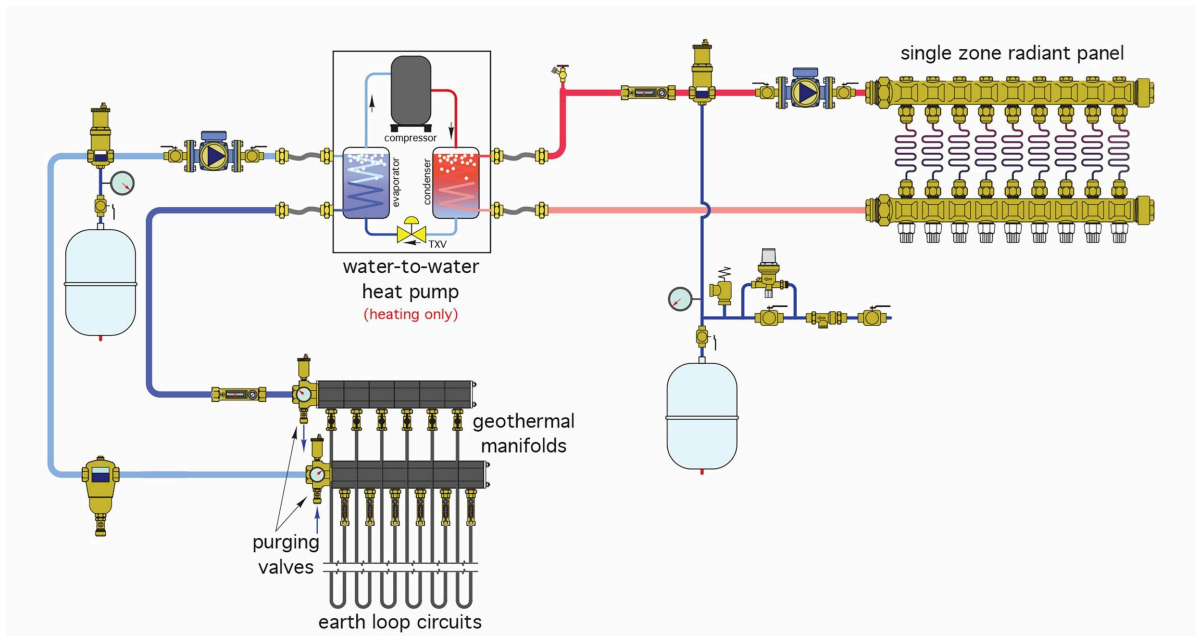 single zone radiant panel
compressor
evaporator
condenser
TXV
water-to-water
heat pump
(heating only)
geothermal
manifolds
purging
valves
earth loop circuits